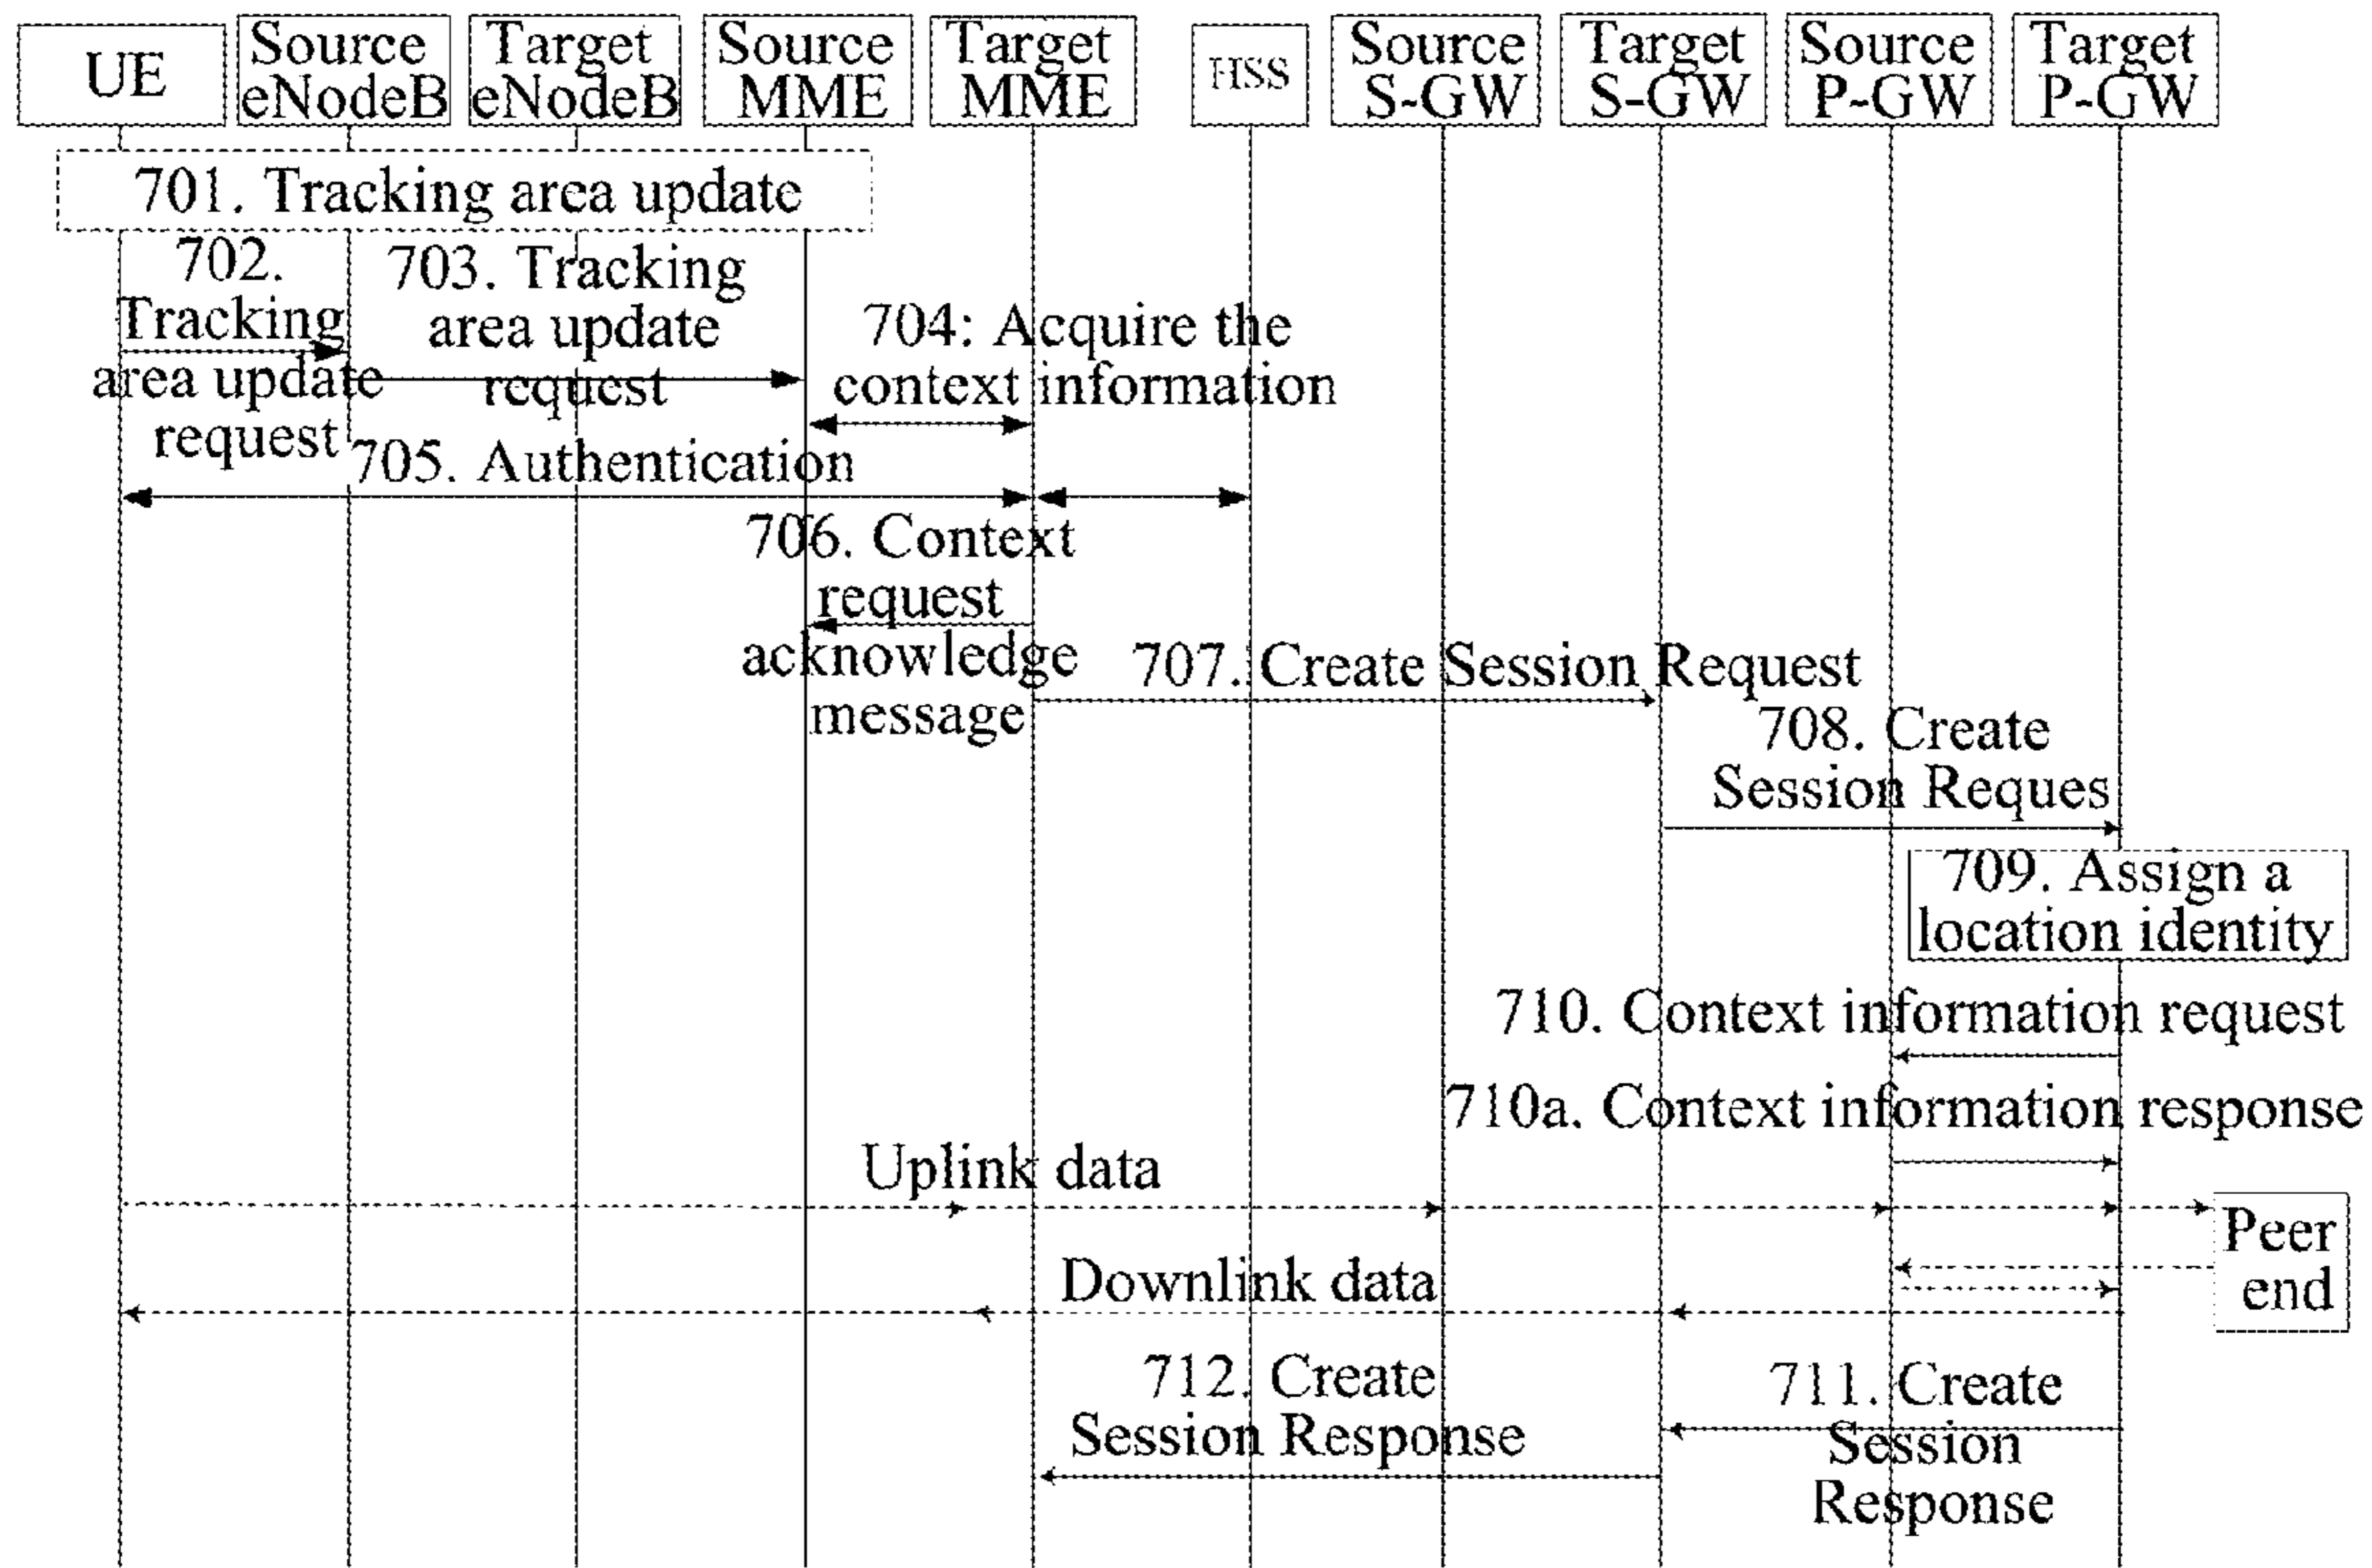 UE
Source
eNodeB
Target
eNodeB
Source
MME
Target
MME
HSS
Source
S-GW
Target
S-GW
Source
P-GW
Target
P-GW
701. Tracking area update
702.
Tracking
area update
request
703. Tracking
area update
request
704: Acquire the
context information
705. Authentication
706. Context
request
acknowledge
message
707. Create Session Request
708. Create
Session Reques
709. Assign a
location identity
710. Context information request
710a. Context information response
Uplink data
Peer
end
Downlink data
712. Create
Session Response
711. Create
Session
Response